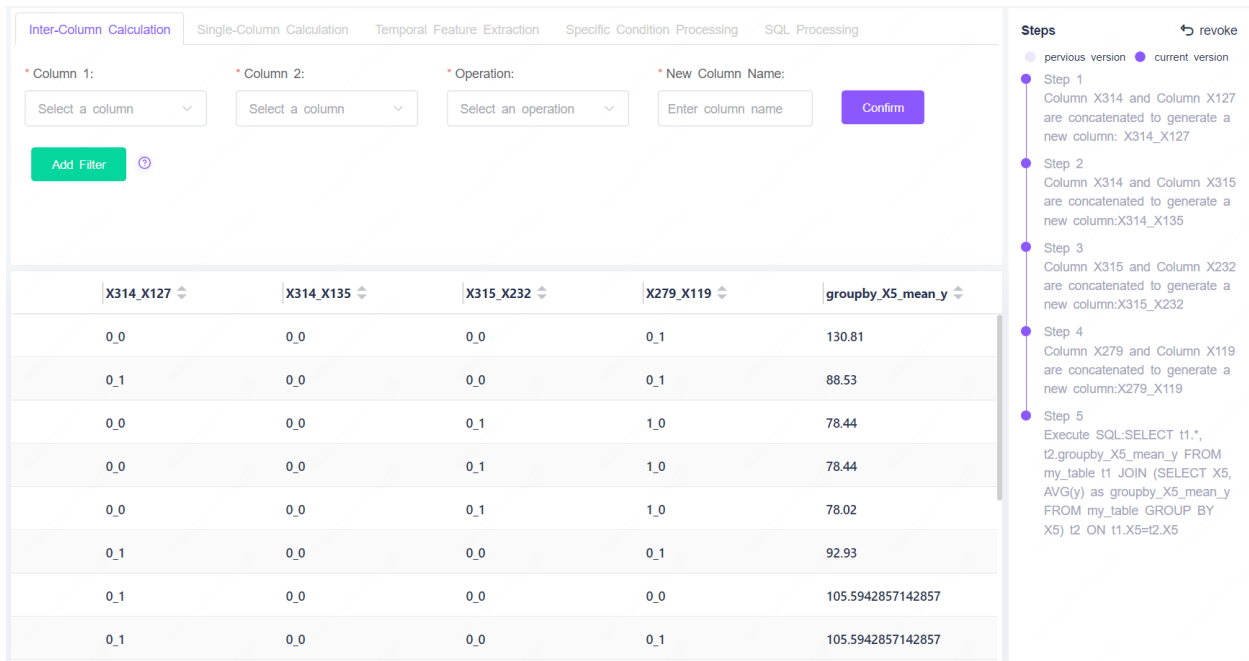 Inter-Column Calculation Single-Column Calculation Temporal Feature Extraction Specific Condition Processing SQL Processing
* Column 1: * Column 2: * Operation: * New Column Name:
Select a column Select a column Select an operation Enter column name Confirm
Add Filter ?
X314_X127 X314_X135 X315_X232 X279_X119 groupby_X5_mean_y
0_0 0_0 0_0 0_1 130.81
0_1 0_0 0_0 0_1 88.53
0_0 0_0 0_1 1_0 78.44
0_0 0_0 0_1 1_0 78.44
0_0 0_0 0_1 1_0 78.02
0_1 0_0 0_0 0_1 92.93
0_1 0_0 0_0 0_0 105.5942857142857
0_1 0_0 0_0 0_1 105.5942857142857
Steps revoke
pervious version current version
Step 1
Column X314 and Column X127
are concatenated to generate a
new column: X314_X127
Step 2
Column X314 and Column X315
are concatenated to generate a
new column:X314_X135
Step 3
Column X315 and Column X232
are concatenated to generate a
new column:X315_X232
Step 4
Column X279 and Column X119
are concatenated to generate a
new column:X279_X119
Step 5
Execute SQL:SELECT t1.*,
t2.groupby_X5_mean_y FROM
my_table t1 JOIN (SELECT X5,
AVG(y) as groupby_X5_mean_y
FROM my_table GROUP BY
X5) t2 ON t1.X5=t2.X5